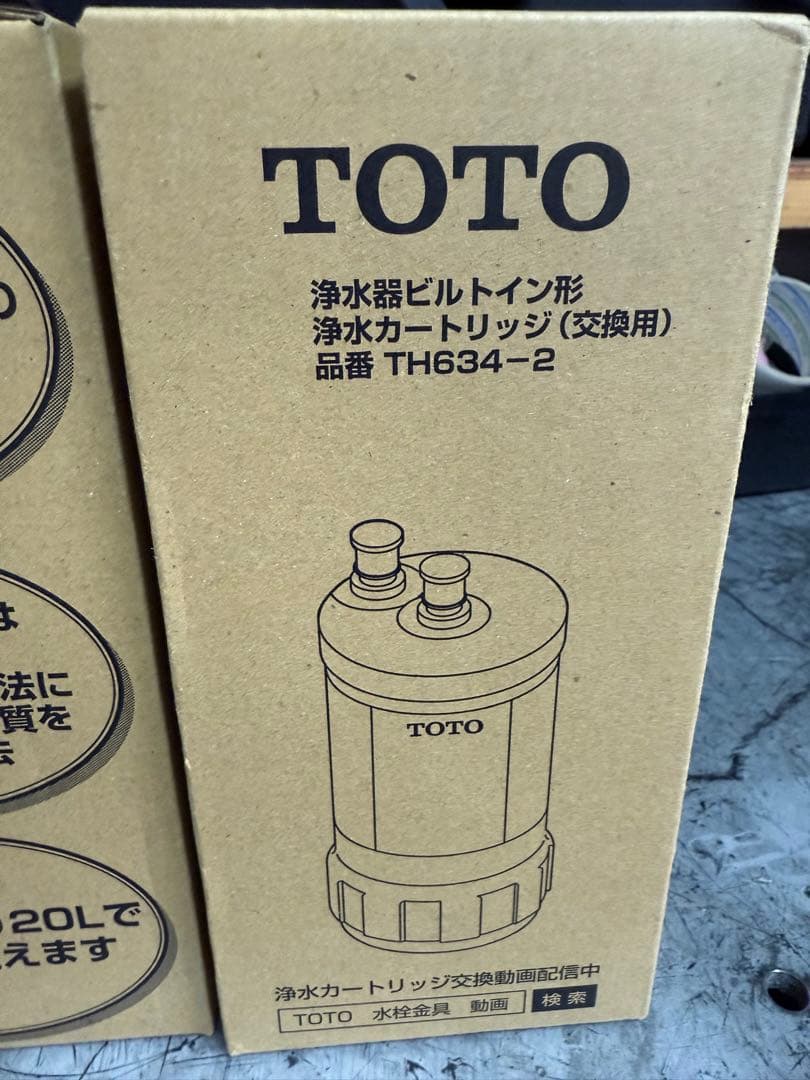 TOTO
浄水器ビルトイン形
浄水カートリッジ(交換用)
品番 TH634-2
TOTO
浄水カートリッジ交換動画配信中
TOTO 水栓金具 動画 検索
は
法に
質を
20Lで
えます